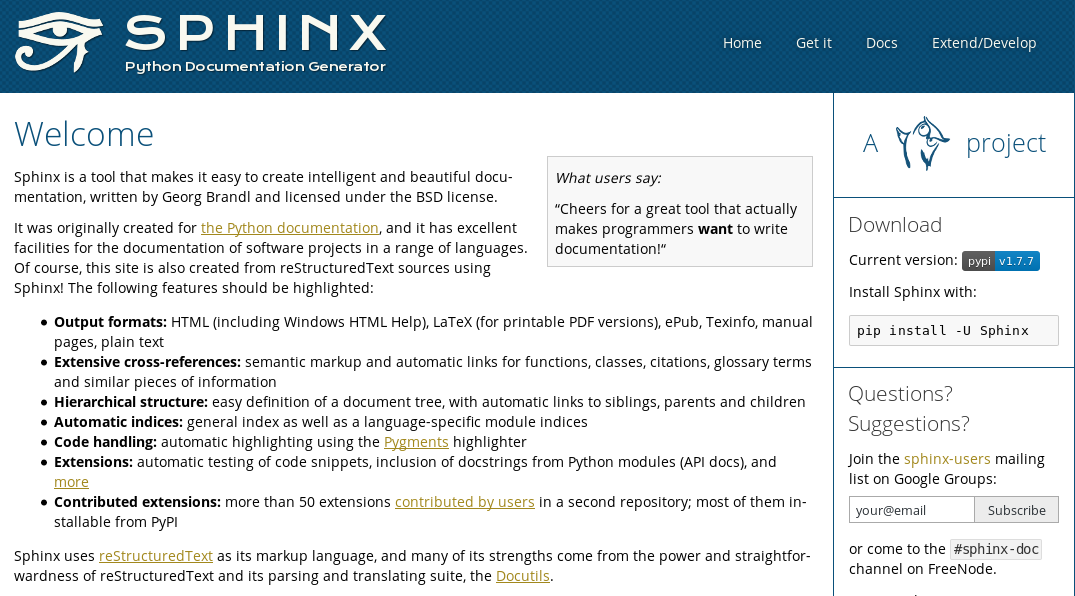 SPHINX
Python Documentation Generator
Home Get it Docs Extend/Develop
Welcome
Sphinx is a tool that makes it easy to create intelligent and beautiful docu-
mentation, written by Georg Brandl and licensed under the BSD license.
What users say:
“Cheers for a great tool that actually
makes programmers want to write
documentation!“
It was originally created for the Python documentation, and it has excellent
facilities for the documentation of software projects in a range of languages.
Of course, this site is also created from reStructuredText sources using
Sphinx! The following features should be highlighted:
• Output formats: HTML (including Windows HTML Help), LaTeX (for printable PDF versions), ePub, Texinfo, manual
pages, plain text
• Extensive cross-references: semantic markup and automatic links for functions, classes, citations, glossary terms
and similar pieces of information
• Hierarchical structure: easy definition of a document tree, with automatic links to siblings, parents and children
• Automatic indices: general index as well as a language-specific module indices
• Code handling: automatic highlighting using the Pygments highlighter
• Extensions: automatic testing of code snippets, inclusion of docstrings from Python modules (API docs), and
more
• Contributed extensions: more than 50 extensions contributed by users in a second repository; most of them in-
stallable from PyPI
Sphinx uses reStructuredText as its markup language, and many of its strengths come from the power and straightfor-
wardness of reStructuredText and its parsing and translating suite, the Docutils.
A project
Download
Current version: pypi v1.7.7
Install Sphinx with:
pip install -U Sphinx
Questions?
Suggestions?
Join the sphinx-users mailing
list on Google Groups:
your@email Subscribe
or come to the #sphinx-doc
channel on FreeNode.